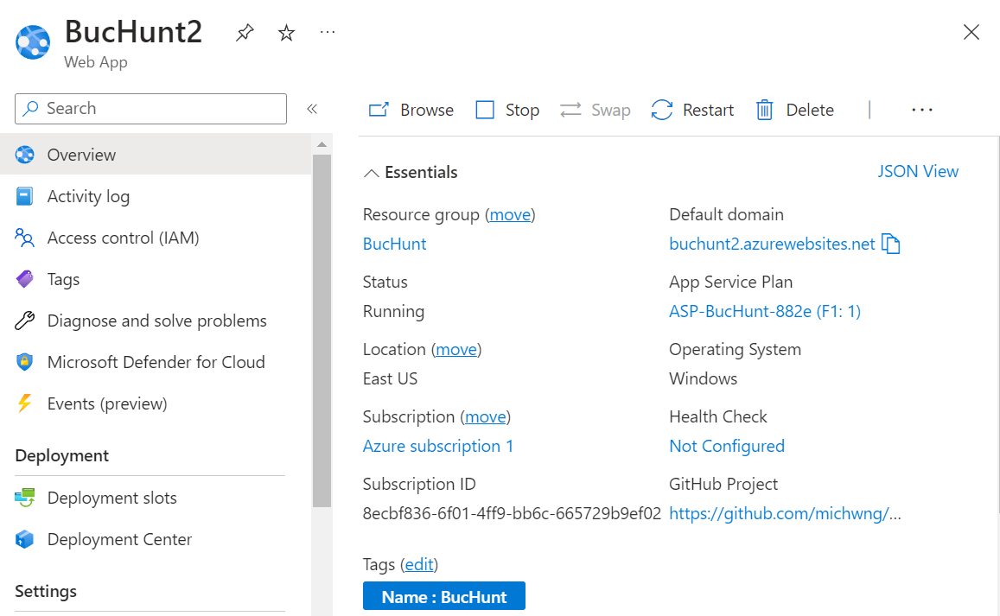 BucHunt2
Web App
Search
«
Browse
Stop
Swap
Restart
Delete
Overview
Activity log
Access control (IAM)
Tags
Diagnose and solve problems
Microsoft Defender for Cloud
Events (preview)
Deployment
Deployment slots
Deployment Center
Settings
Essentials
JSON View
Resource group (move)
BucHunt
Default domain
buchunt2.azurewebsites.net
Status
Running
App Service Plan
ASP-BucHunt-882e (F1: 1)
Location (move)
East US
Operating System
Windows
Subscription (move)
Azure subscription 1
Health Check
Not Configured
Subscription ID
8ecbf836-6f01-4ff9-bb6c-665729b9ef02
GitHub Project
https://github.com/michwng/...
Tags (edit)
Name : BucHunt